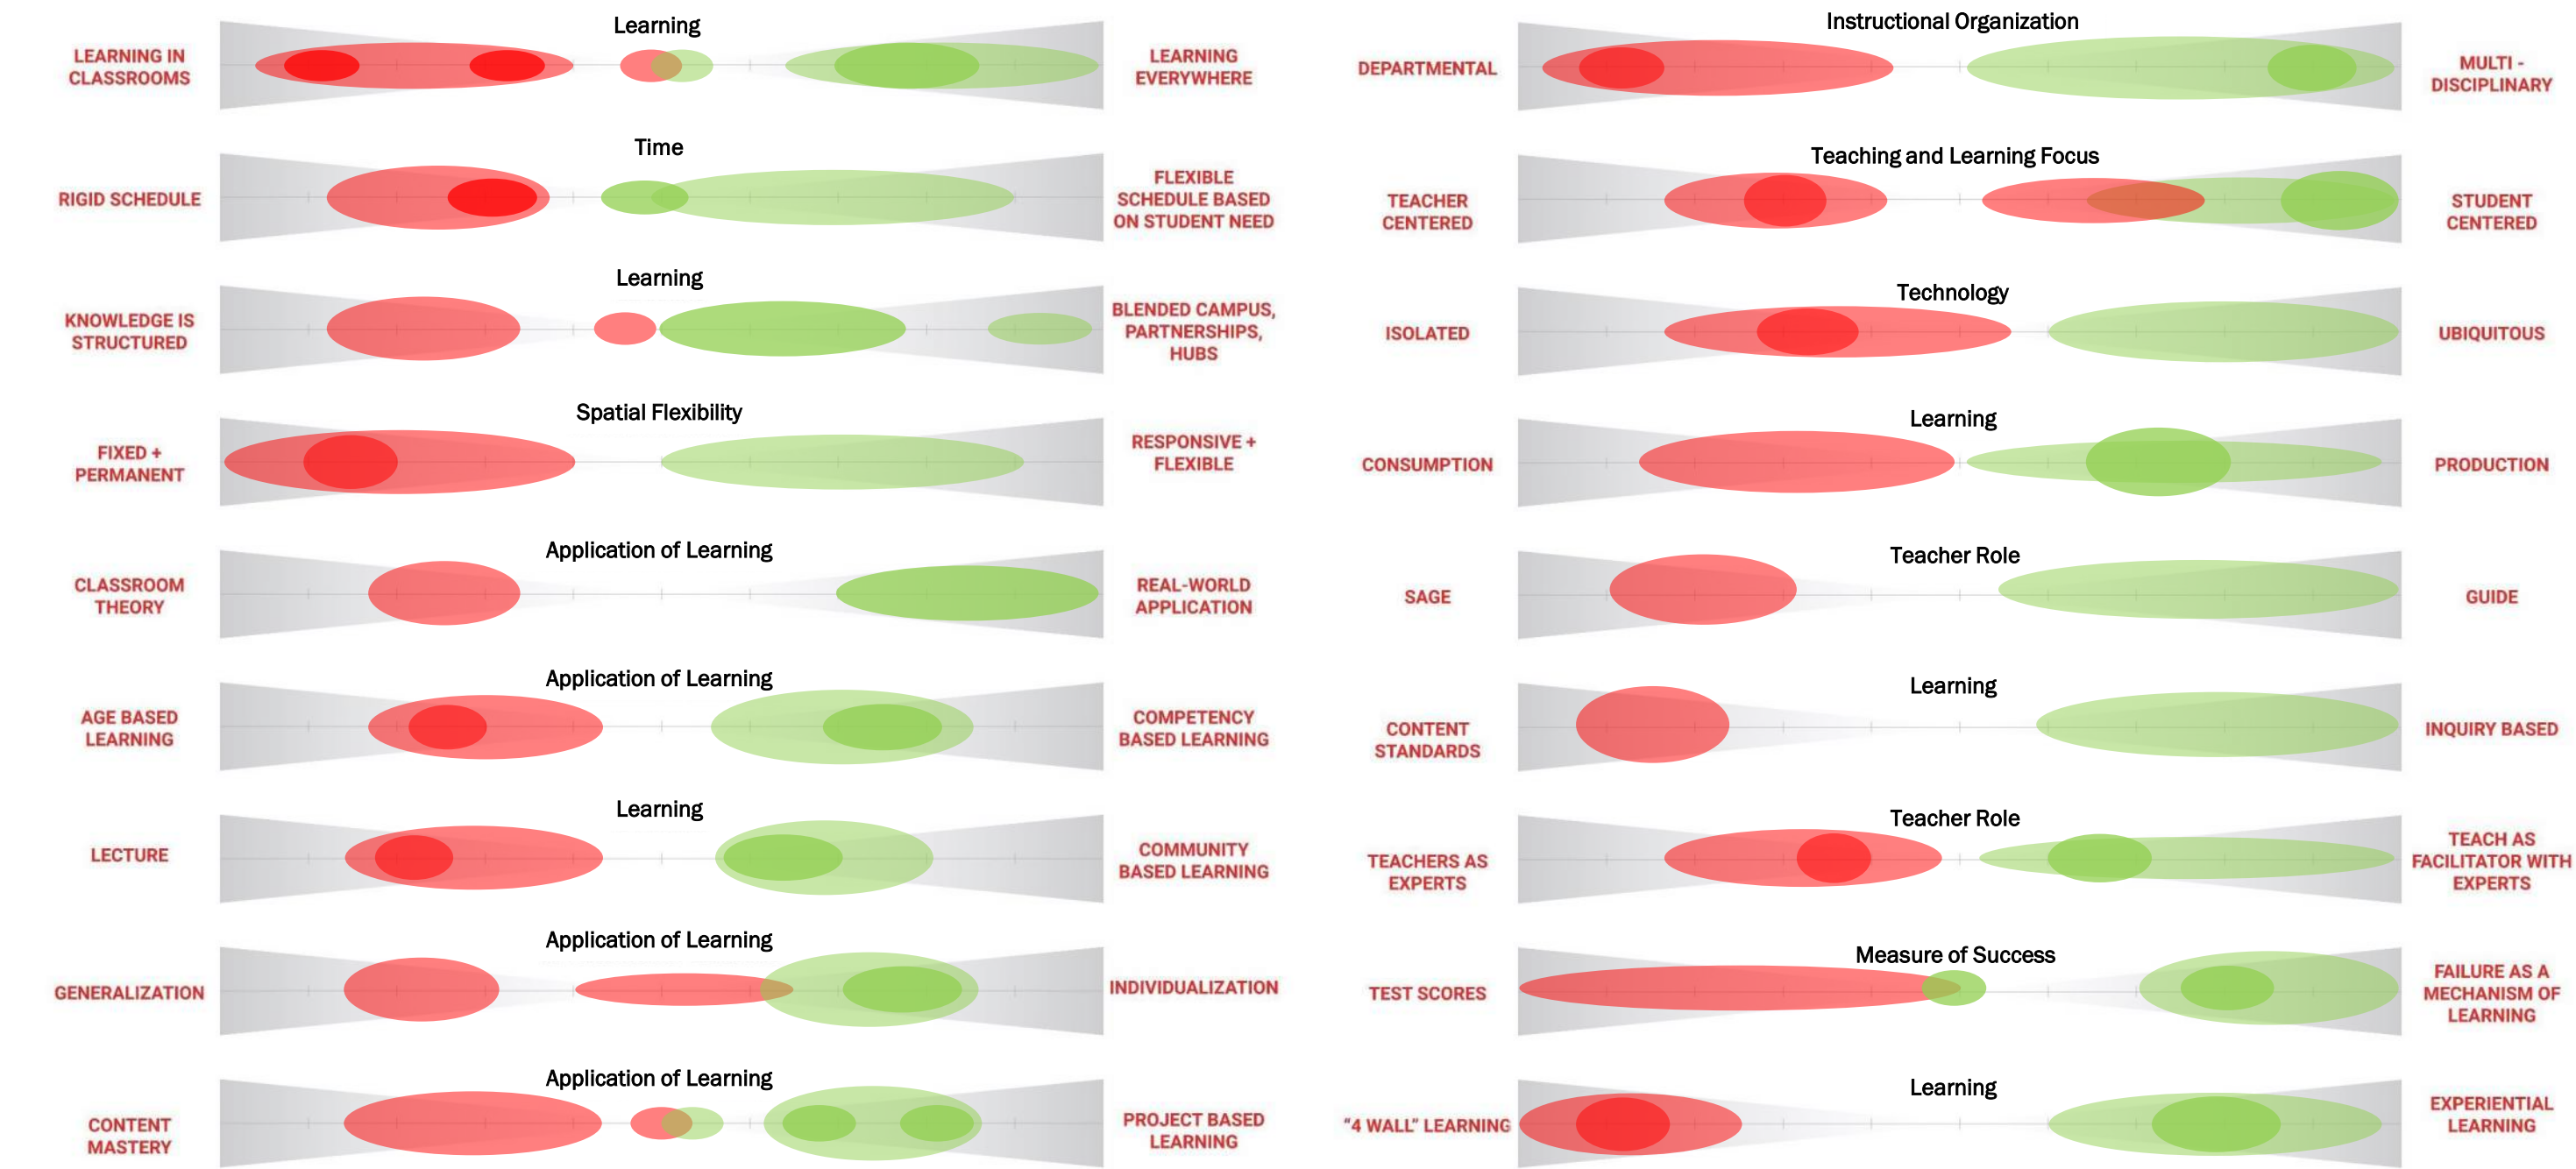 Learning
LEARNING IN
CLASSROOMS
LEARNING
EVERYWHERE
Time
RIGID SCHEDULE
FLEXIBLE
SCHEDULE BASED
ON STUDENT NEED
Learning
KNOWLEDGE IS
STRUCTURED
BLENDED CAMPUS,
PARTNERSHIPS,
HUBS
Spatial Flexibility
FIXED +
PERMANENT
RESPONSIVE +
FLEXIBLE
Application of Learning
CLASSROOM
THEORY
REAL-WORLD
APPLICATION
Application of Learning
AGE BASED
LEARNING
COMPETENCY
BASED LEARNING
Learning
LECTURE
COMMUNITY
BASED LEARNING
Application of Learning
GENERALIZATION
INDIVIDUALIZATION
Application of Learning
CONTENT
MASTERY
PROJECT BASED
LEARNING
Instructional Organization
DEPARTMENTAL
MULTI -
DISCIPLINARY
Teaching and Learning Focus
TEACHER
CENTERED
STUDENT
CENTERED
Technology
ISOLATED
UBIQUITOUS
Learning
CONSUMPTION
PRODUCTION
Teacher Role
SAGE
GUIDE
Learning
CONTENT
STANDARDS
INQUIRY BASED
Teacher Role
TEACHERS AS
EXPERTS
TEACH AS
FACILITATOR WITH
EXPERTS
Measure of Success
TEST SCORES
FAILURE AS A
MECHANISM OF
LEARNING
Learning
“4 WALL” LEARNING
EXPERIENTIAL
LEARNING